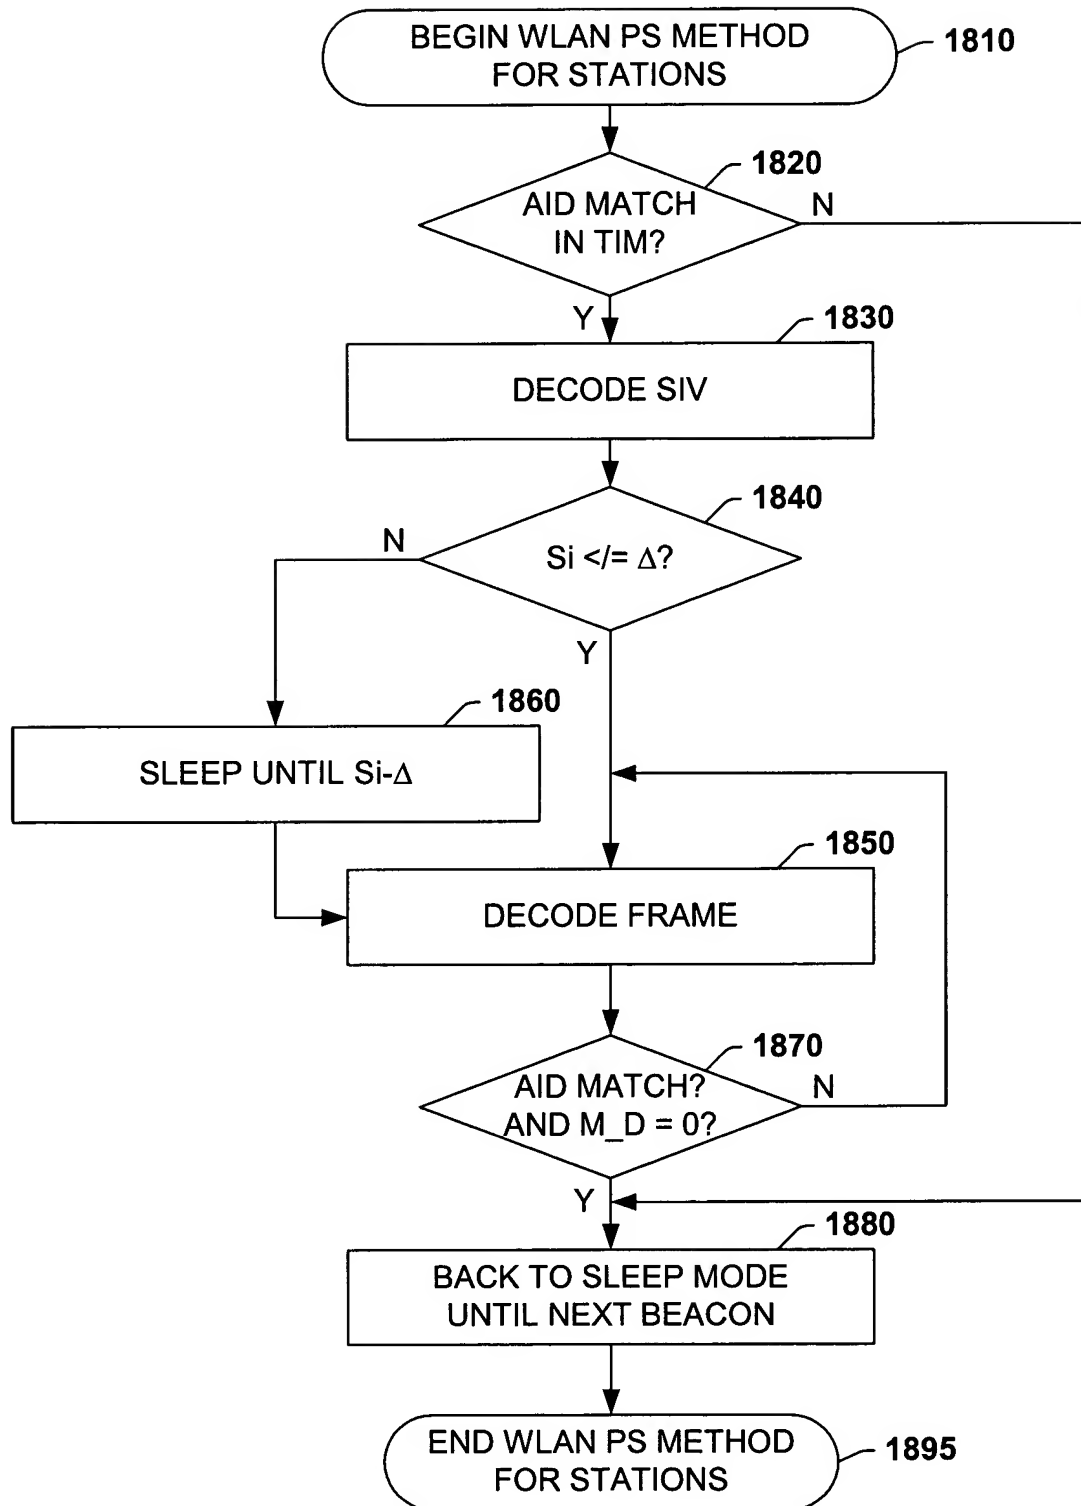 BEGIN WLAN PS METHOD
FOR STATIONS
1810
1820
AID MATCH
IN TIM?
N
Y
1830
DECODE SIV
1840
N
Si </= Δ?
Y
1860
SLEEP UNTIL Si-Δ
1850
DECODE FRAME
1870
AID MATCH?
AND M_D = 0?
N
Y
1880
BACK TO SLEEP MODE
UNTIL NEXT BEACON
END WLAN PS METHOD
FOR STATIONS
1895